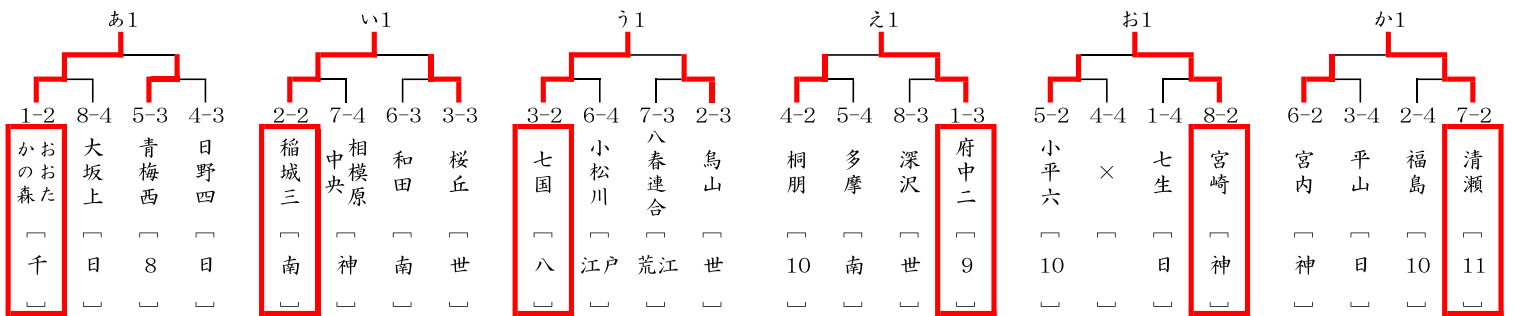 あ1 い1 う1 え1 お1 か1
1-2 8-4 5-3 4-3 2-2 7-4 6-3 3-3 3-2 6-4 7-3 2-3 4-2 5-4 8-3 1-3 5-2 4-4 1-4 8-2 6-2 3-4 2-4 7-2
おおたかの森
大坂上
青梅西
日野四
稲城三
相模原中央
和田
桜丘
七国
小松川
八春連合
烏山
桐朋
多摩
深沢
府中二
小平六
×
七生
宮崎
宮内
平山
福島
清瀬
[千] [日] [8] [日] [南] [神] [南] [世] [八] [江戸] [荒江] [世] [10] [南] [世] [9] [10] [ ] [日] [神] [神] [日] [10] [11]